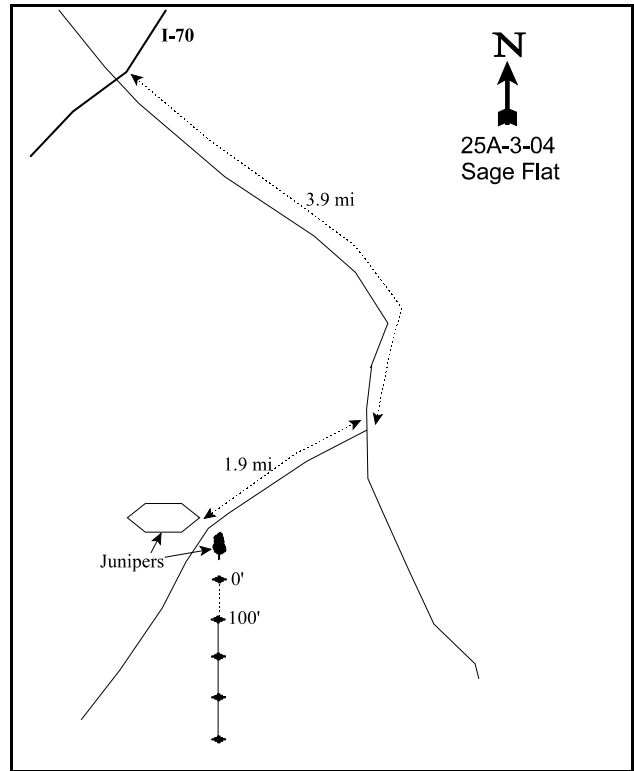 I-70
N
25A-3-04
Sage Flat
3.9 mi
1.9 mi
Junipers
0'
100'